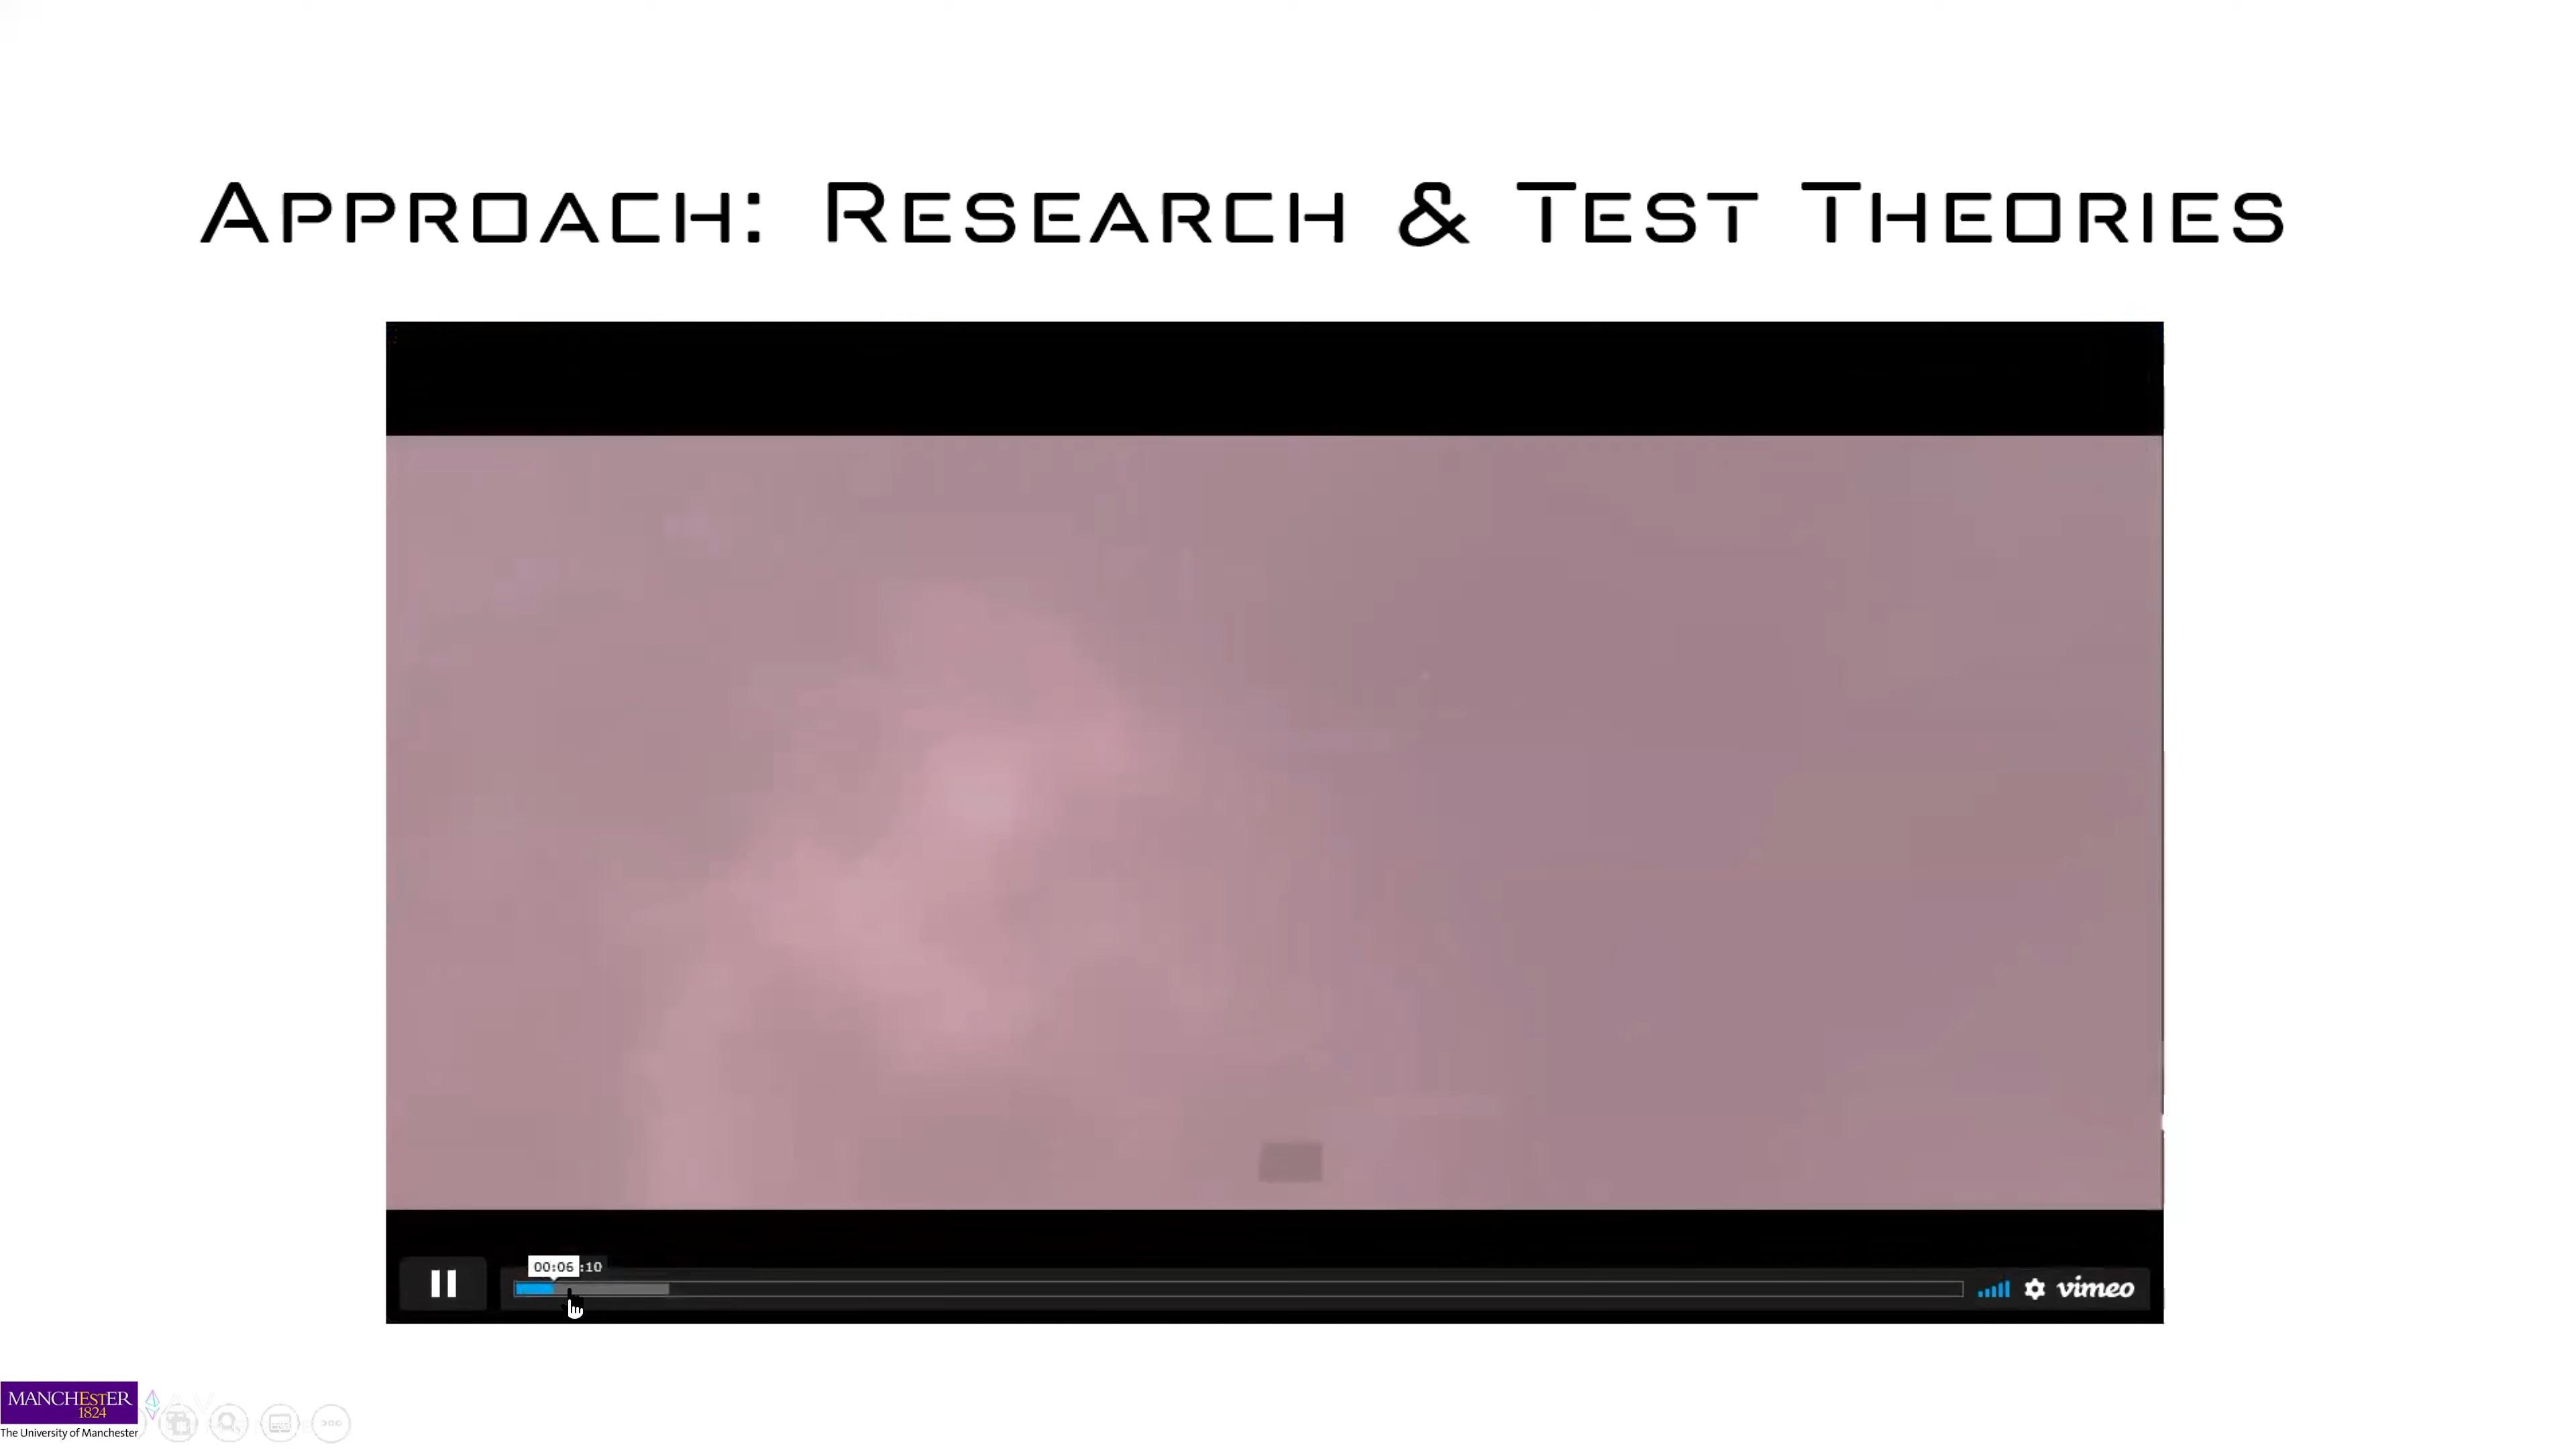 Approach: Research & Test Theories
00:06 :10
vimeo
MANCHESTER
1824
The University of Manchester